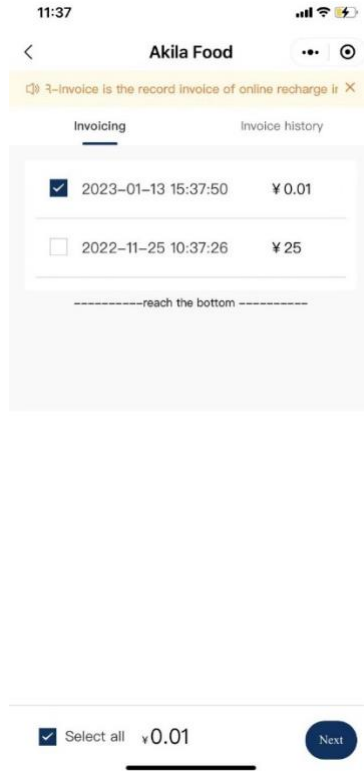 11:37
Akila Food
R-Invoice is the record invoice of online recharge ir
Invoicing
Invoice history
2023-01-13 15:37:50 ¥ 0.01
2022-11-25 10:37:26 ¥ 25
----------reach the bottom ----------
Select all ¥0.01
Next